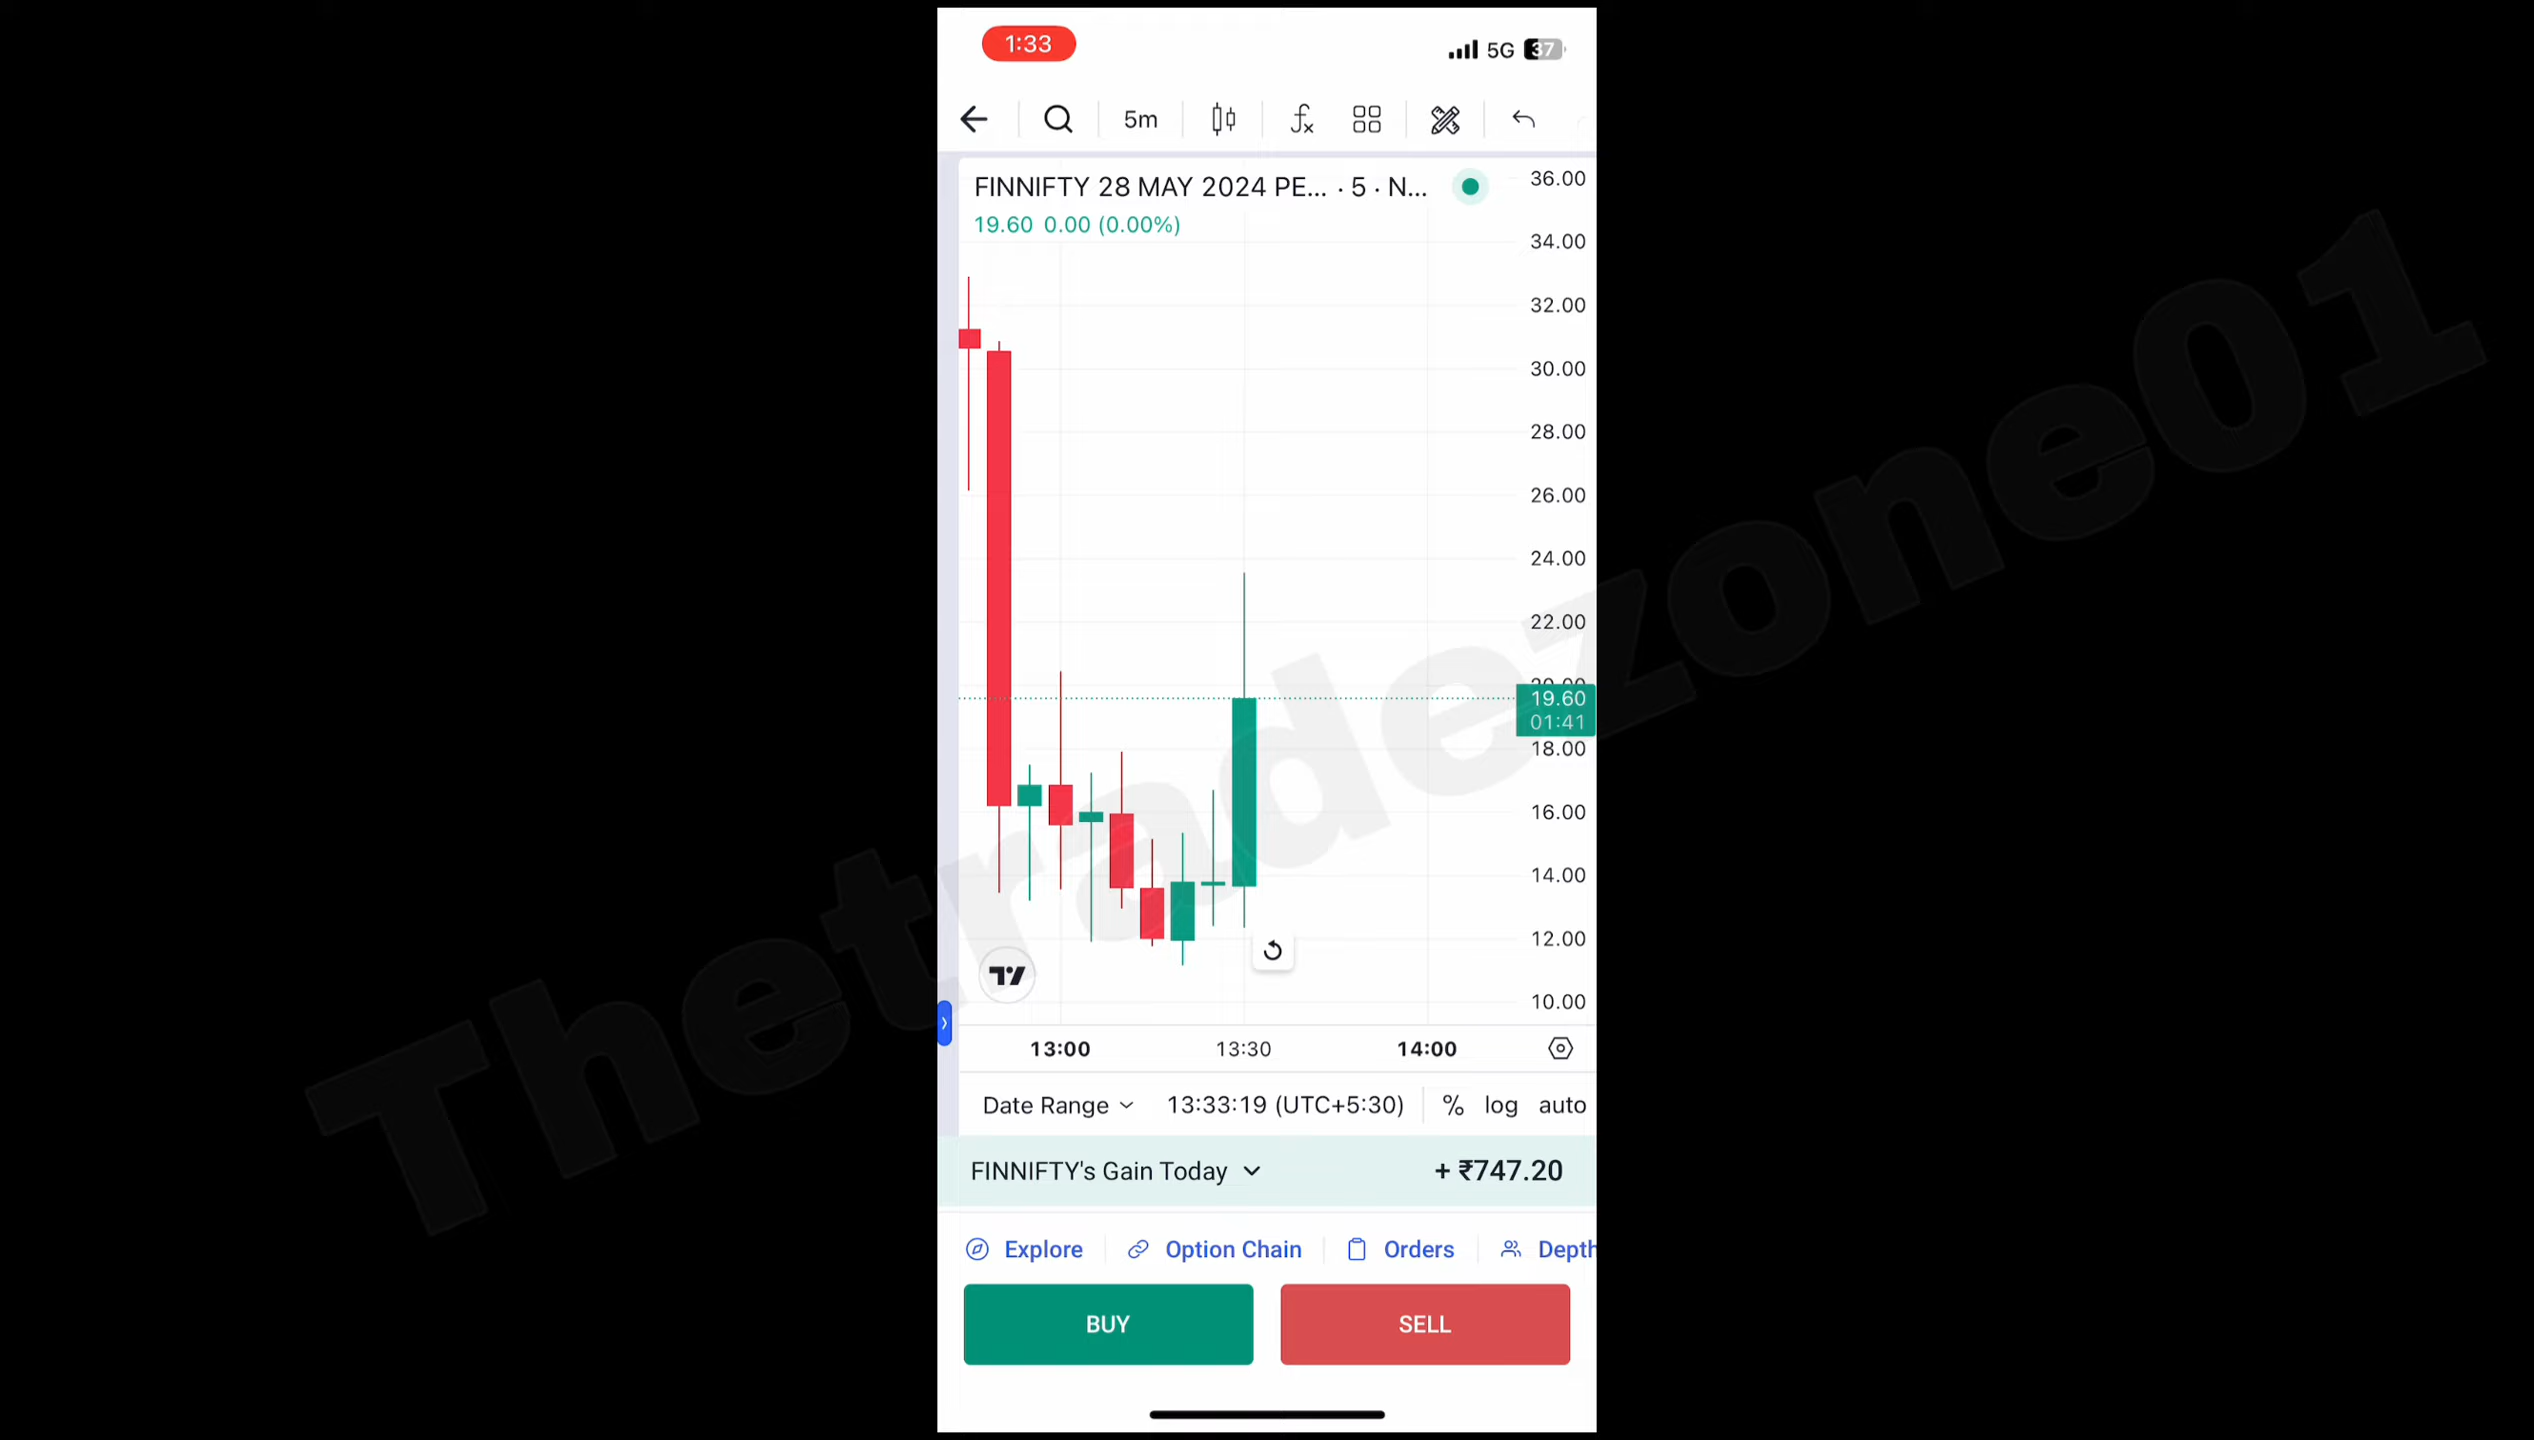 1:33 5G 37
5m
FINNIFTY 28 MAY 2024 PE... · 5 · N...
19.60 0.00 (0.00%)
36.00
34.00
32.00
30.00
28.00
26.00
24.00
22.00
20.00
19.60
01:41
18.00
16.00
14.00
12.00
10.00
Thetradezone01
13:00 13:30 14:00
Date Range 13:33:19 (UTC+5:30) % log auto
FINNIFTY's Gain Today + ₹747.20
Explore Option Chain Orders Depth
BUY SELL